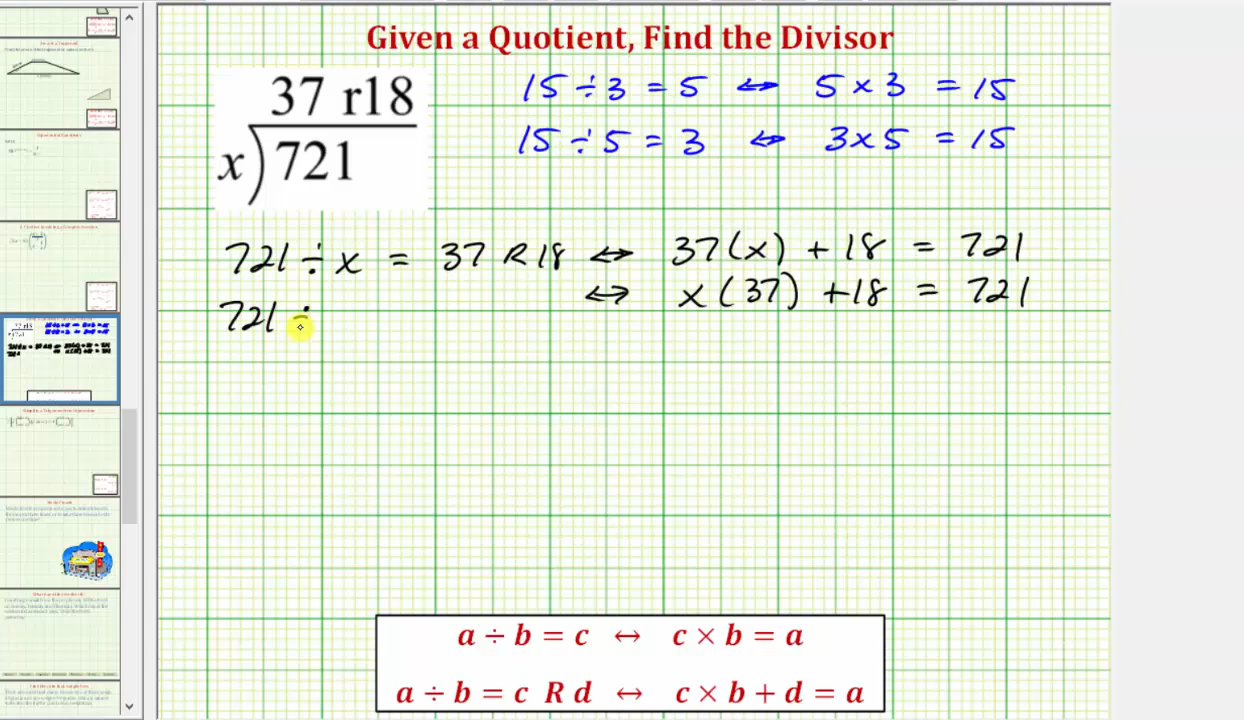 Given a Quotient, Find the Divisor
37 r18
x)721
15 ÷ 3 = 5 ↔ 5 × 3 = 15
15 ÷ 5 = 3 ↔ 3 × 5 = 15
721 ÷ x = 37 R 18 ↔ 37(x) + 18 = 721
↔ x(37) + 18 = 721
721 ÷
a ÷ b = c ↔ c × b = a
a ÷ b = c R d ↔ c × b + d = a